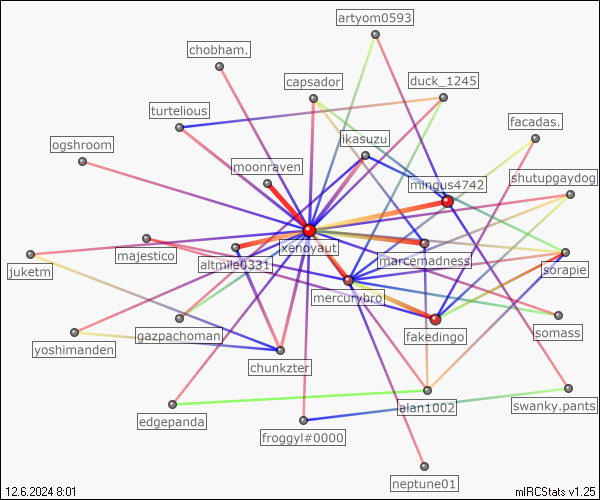 artyom0593
chobham.
capsador
duck_1245
turtelious
facadas.
ogshroom
likasuzu
moonraven
mingus4742
shutupgaydog
xenoyaut
majestico
altmile0331
marcemadness
juketm
sorapie
mercurybro
gazpachoman
somass
fakedingo
yoshimanden
chunkzter
edgepanda
alan1002
swanky.pants
froggyl#0000
neptune01
12.6.2024 8:01
mIRCStats v1.25